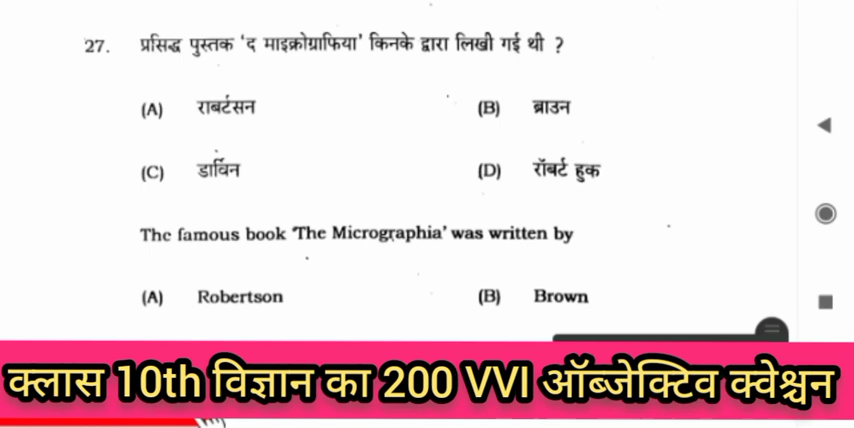 27. प्रसिद्ध पुस्तक ‘द माइक्रोग्राफिया’ किनके द्वारा लिखी गई थी ?
(A) राबर्टसन (B) ब्राउन
(C) डार्विन (D) रॉबर्ट हुक
The famous book ‘The Micrographia’ was written by
(A) Robertson (B) Brown
क्लास 10th विज्ञान का 200 VVI ऑब्जेक्टिव क्वेश्चन